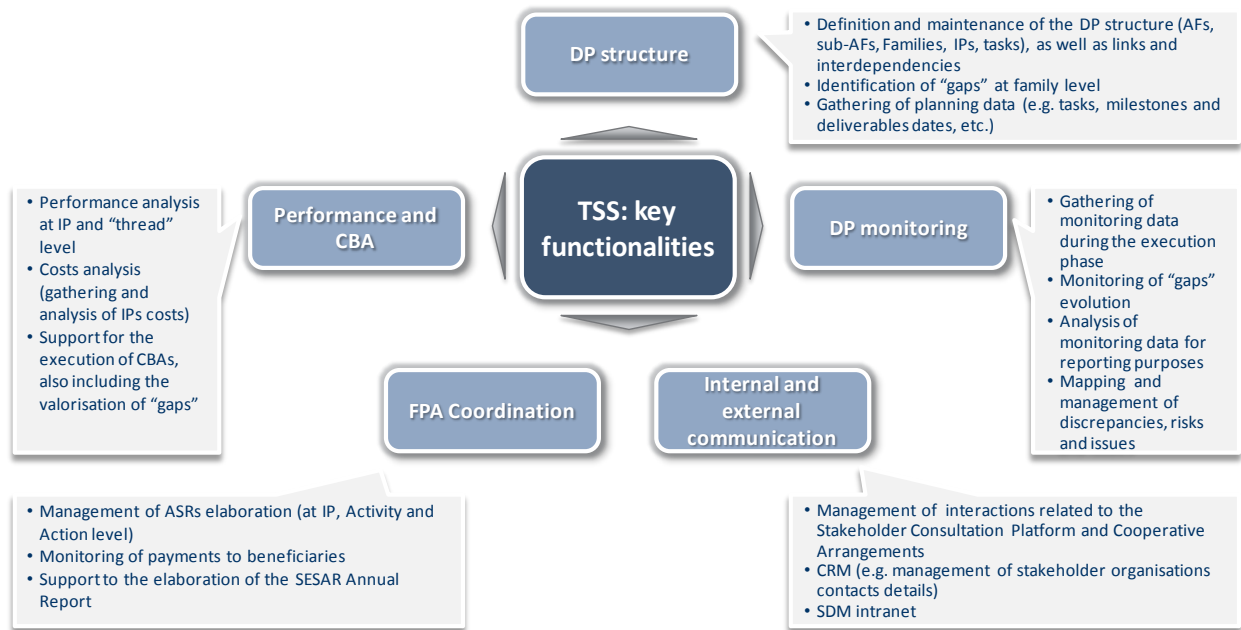 DP structure
• Definition and maintenance of the DP structure (AFs,
sub-AFs, Families, IPs, tasks), as well as links and
interdependencies
• Identification of “gaps” at family level
• Gathering of planning data (e.g. tasks, milestones and
deliverables dates, etc.)
TSS: key
functionalities
Performance and
CBA
• Performance analysis
at IP and “thread”
level
• Costs analysis
(gathering and
analysis of IPs costs)
• Support for the
execution of CBAs,
also including the
valorisation of “gaps”
DP monitoring
• Gathering of
monitoring data
during the execution
phase
• Monitoring of “gaps”
evolution
• Analysis of
monitoring data for
reporting purposes
• Mapping and
management of
discrepancies, risks
and issues
FPA Coordination
• Management of ASRs elaboration (at IP, Activity and
Action level)
• Monitoring of payments to beneficiaries
• Support to the elaboration of the SESAR Annual
Report
Internal and
external
communication
• Management of interactions related to the
Stakeholder Consultation Platform and Cooperative
Arrangements
• CRM (e.g. management of stakeholder organisations
contacts details)
• SDM intranet